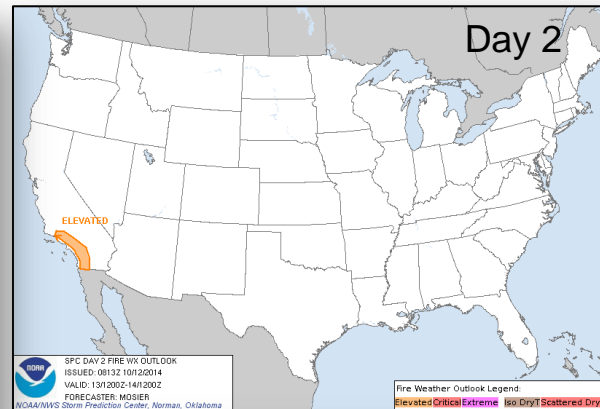 Day 2
ELEVATED
NOAA
SPC DAY 2 FIRE WX OUTLOOK
ISSUED: 0813Z 10/12/2014
VALID: 13/1200Z-14/1200Z
FORECASTER: MOSIER
NOAA/NWS Storm Prediction Center, Norman, Oklahoma
Fire Weather Outlook Legend:
Elevated Critical Extreme Iso DryT Scattered Dry